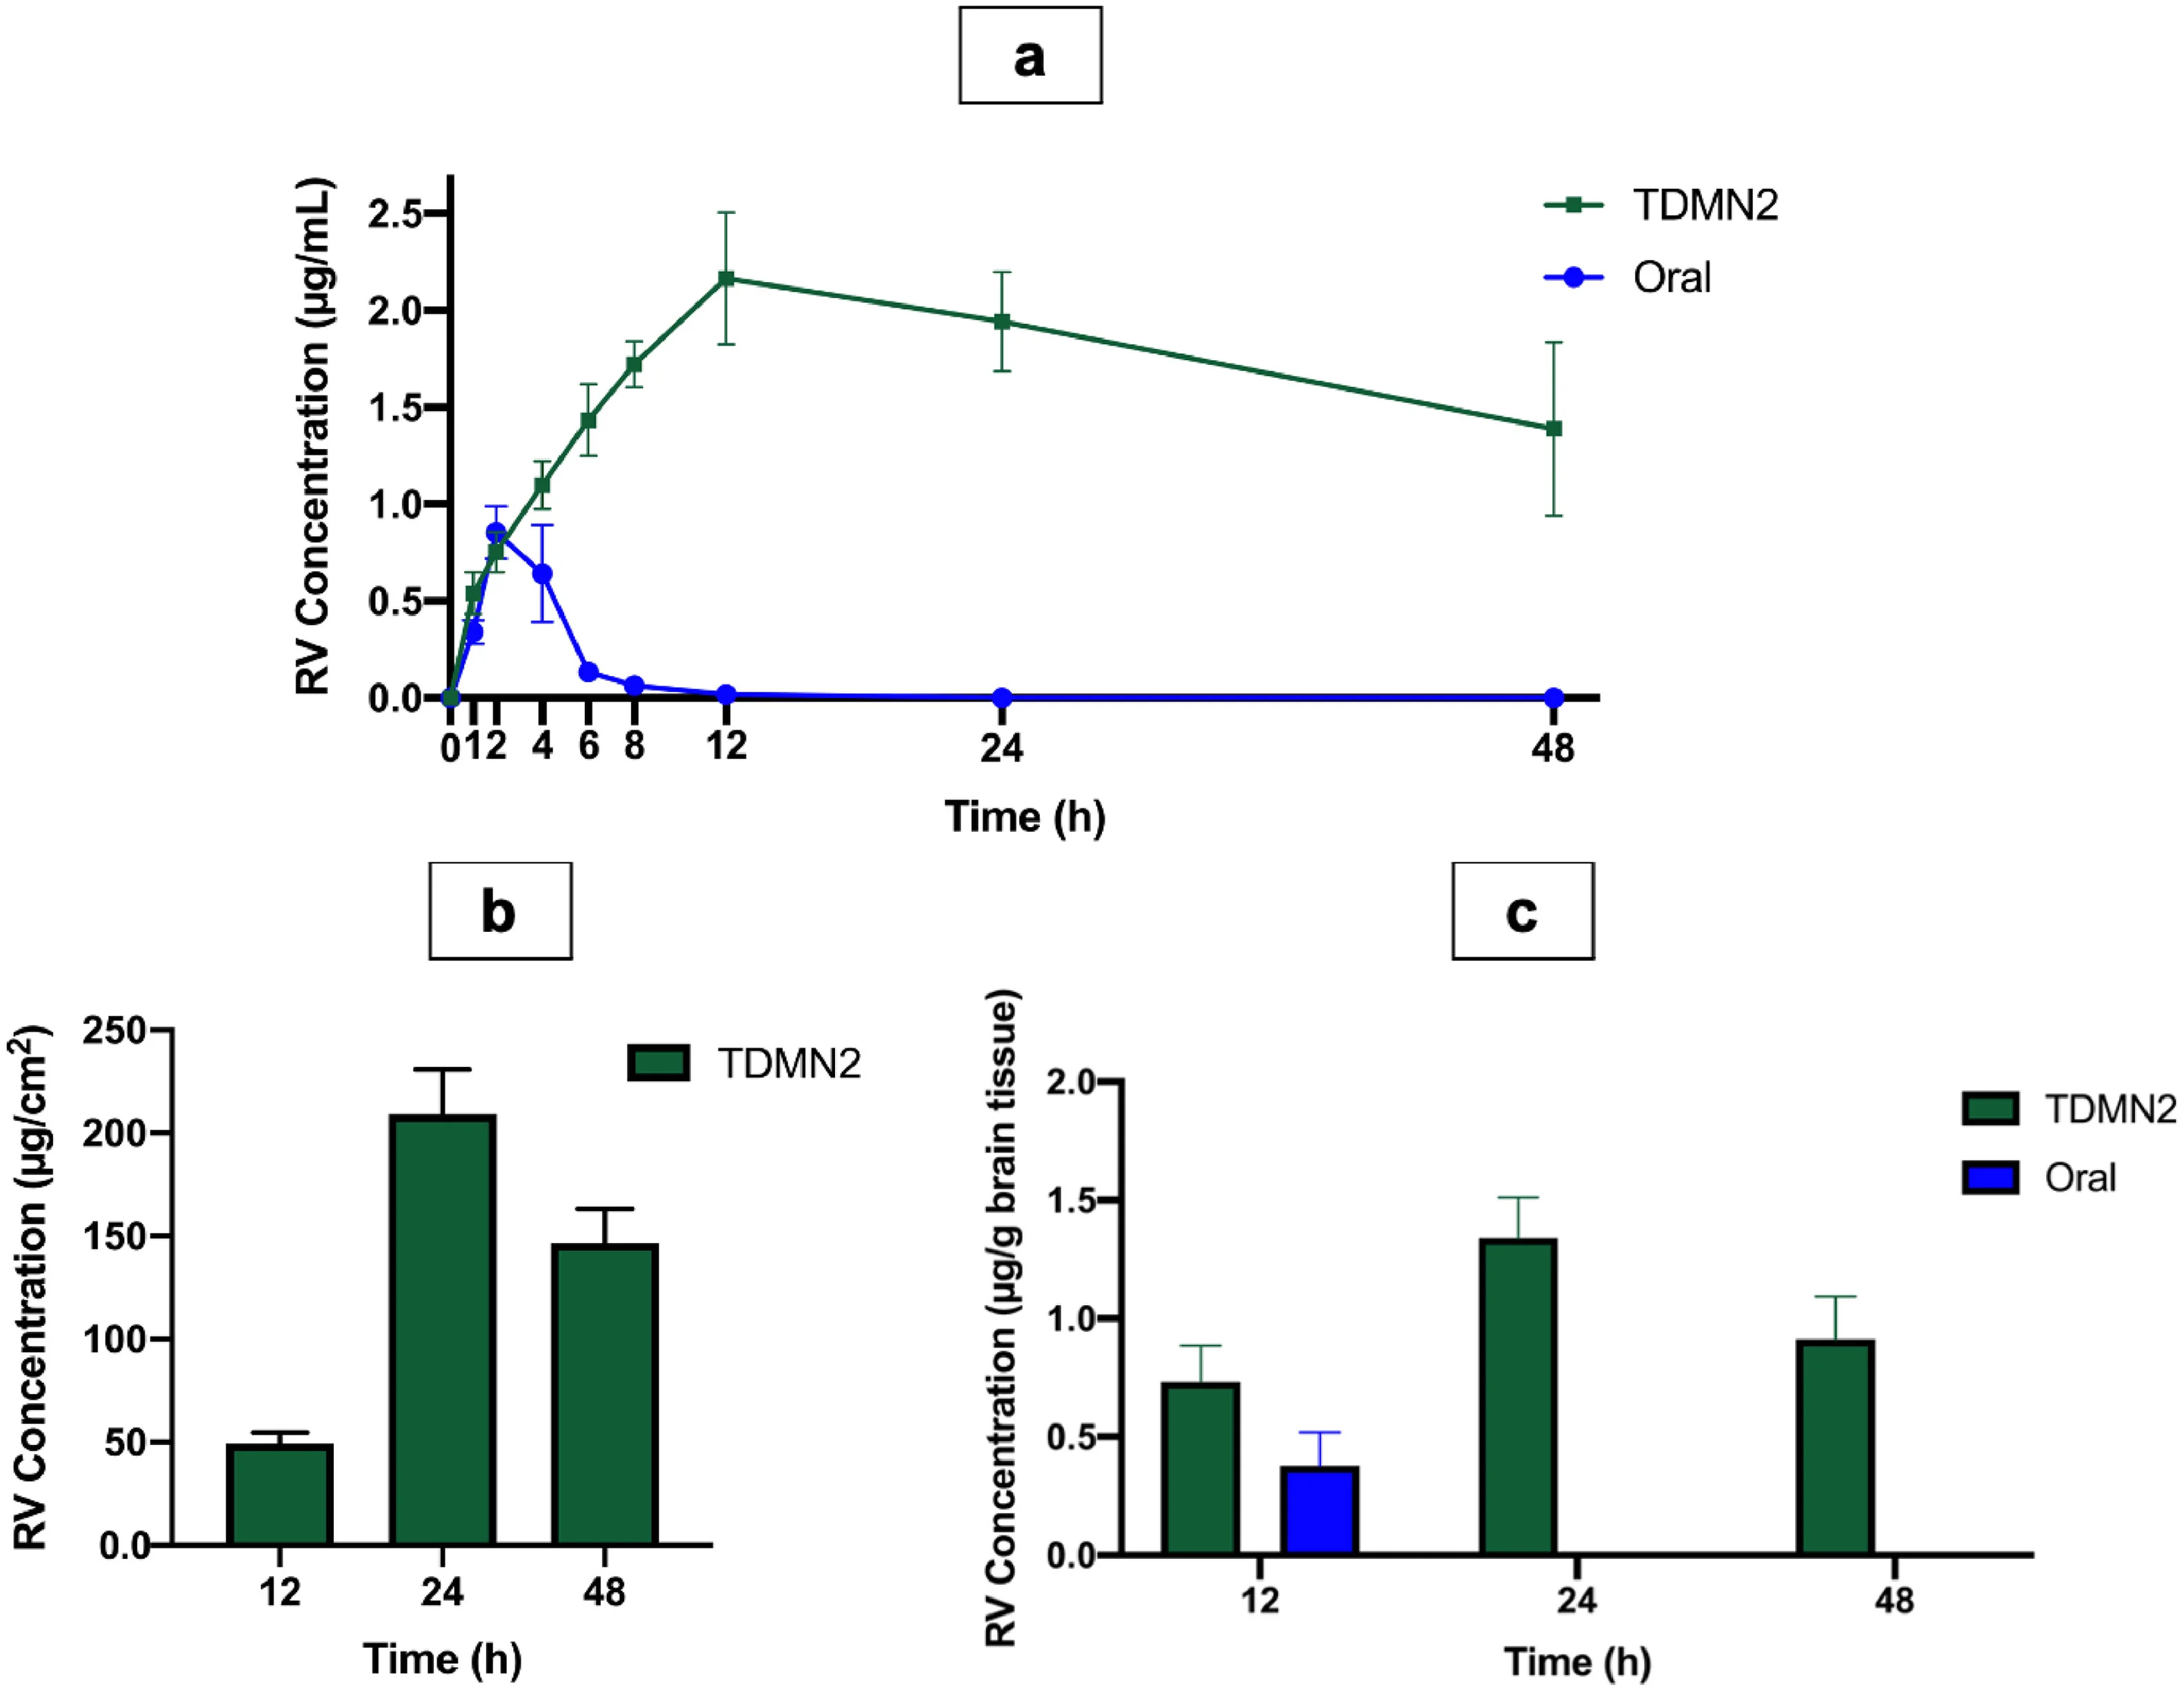 a
RV Concentration (µg/mL)
2.5
2.0
1.5
1.0
0.5
0.0
0 1 2 4 6 8 12 24 48
Time (h)
TDMN2
Oral
b
RV Concentration (µg/cm²)
250
200
150
100
50
0.0
12 24 48
Time (h)
TDMN2
c
RV Concentration (µg/g brain tissue)
2.0
1.5
1.0
0.5
0.0
12 24 48
Time (h)
TDMN2
Oral